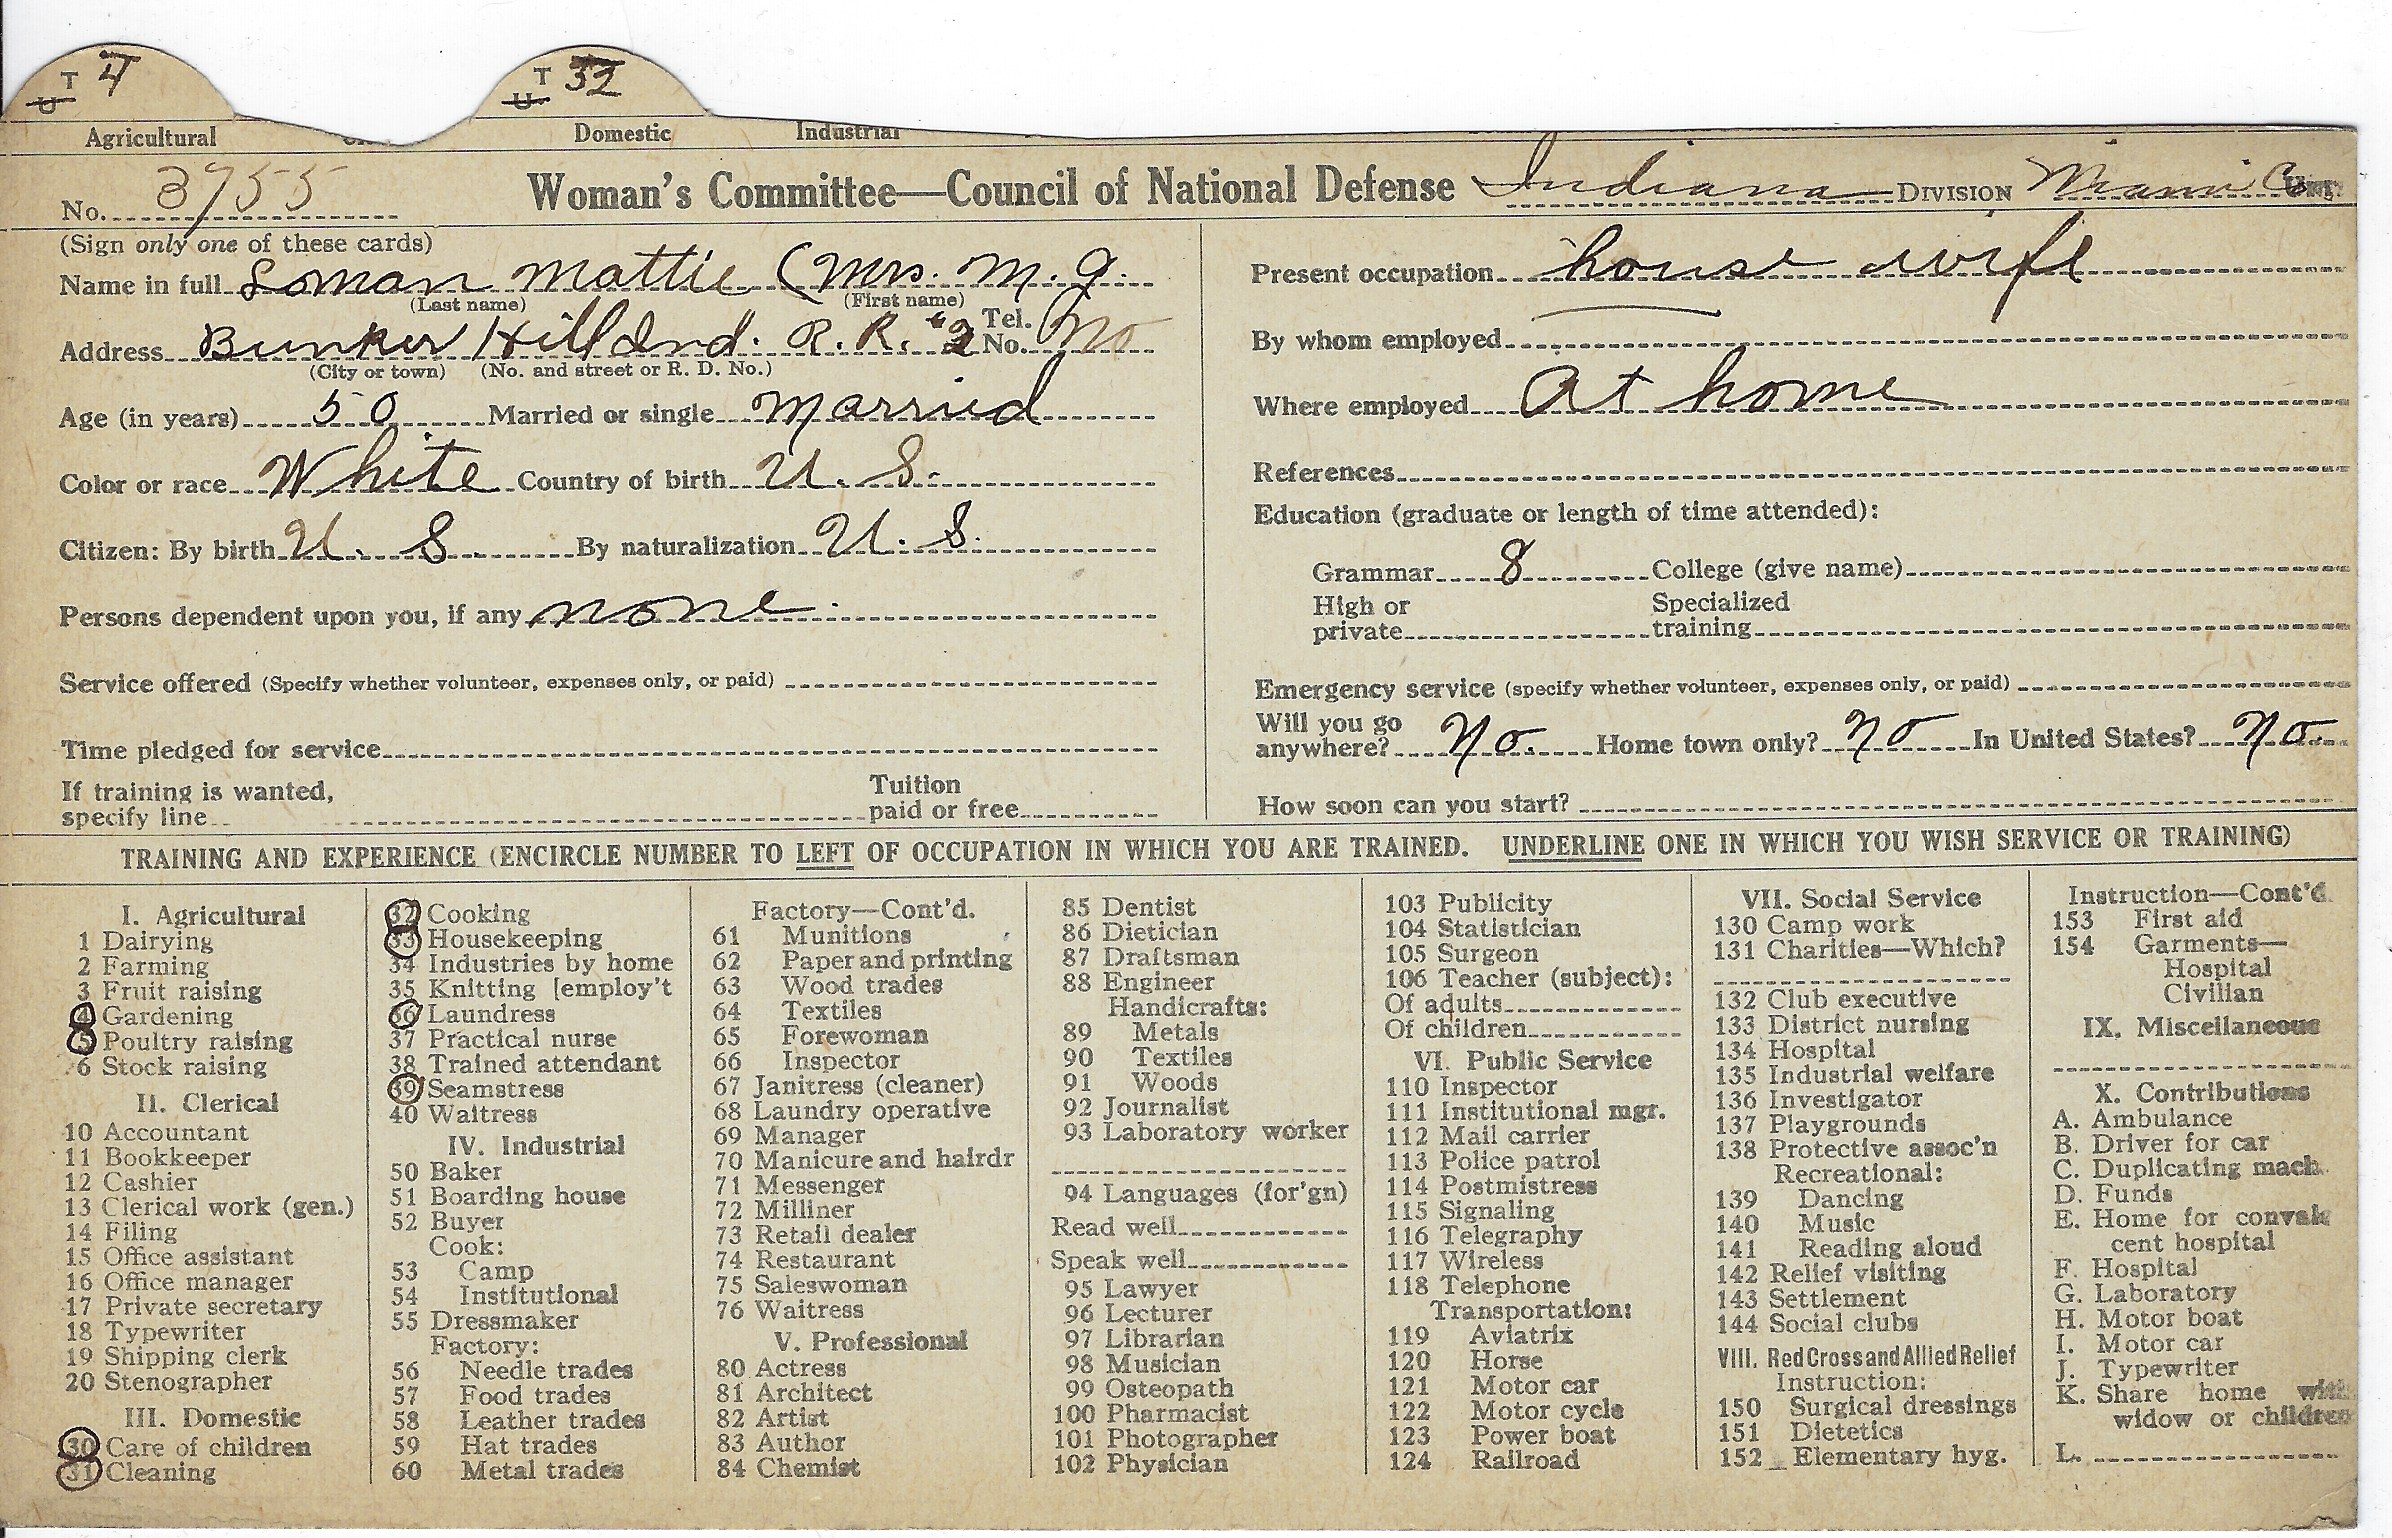 T 4
U
T 32
U
Agricultural Domestic Industrial
No. 3755 Woman's Committee—Council of National Defense Indiana DIVISION Miami Co
(Sign only one of these cards)
Name in full Loman Mattie (Mrs. M. J.
(Last name) (First name)
Address Bunker Hill Ind. R. R. #2 Tel. No. No
(City or town) (No. and street or R. D. No.)
Age (in years) 50 Married or single Married
Color or race White Country of birth U. S.
Citizen: By birth U. S. By naturalization U. S.
Persons dependent upon you, if any none
Service offered (Specify whether volunteer, expenses only, or paid)
Time pledged for service
If training is wanted, specify line Tuition paid or free
Present occupation house wife
By whom employed
Where employed At home
References
Education (graduate or length of time attended):
Grammar 8 College (give name)
High or private Specialized training
Emergency service (specify whether volunteer, expenses only, or paid)
Will you go anywhere? No. Home town only? No In United States? No.
How soon can you start?
TRAINING AND EXPERIENCE (ENCIRCLE NUMBER TO LEFT OF OCCUPATION IN WHICH YOU ARE TRAINED. UNDERLINE ONE IN WHICH YOU WISH SERVICE OR TRAINING)
I. Agricultural
1 Dairying
2 Farming
3 Fruit raising
4 Gardening
5 Poultry raising
6 Stock raising
II. Clerical
10 Accountant
11 Bookkeeper
12 Cashier
13 Clerical work (gen.)
14 Filing
15 Office assistant
16 Office manager
17 Private secretary
18 Typewriter
19 Shipping clerk
20 Stenographer
III. Domestic
30 Care of children
31 Cleaning
32 Cooking
33 Housekeeping
34 Industries by home
35 Knitting [employ't
36 Laundress
37 Practical nurse
38 Trained attendant
39 Seamstress
40 Waitress
IV. Industrial
50 Baker
51 Boarding house
52 Buyer
Cook:
53 Camp
54 Institutional
55 Dressmaker
Factory:
56 Needle trades
57 Food trades
58 Leather trades
59 Hat trades
60 Metal trades
Factory—Cont'd.
61 Munitions
62 Paper and printing
63 Wood trades
64 Textiles
65 Forewoman
66 Inspector
67 Janitress (cleaner)
68 Laundry operative
69 Manager
70 Manicure and hairdr
71 Messenger
72 Milliner
73 Retail dealer
74 Restaurant
75 Saleswoman
76 Waitress
V. Professional
80 Actress
81 Architect
82 Artist
83 Author
84 Chemist
85 Dentist
86 Dietician
87 Draftsman
88 Engineer
Handicrafts:
89 Metals
90 Textiles
91 Woods
92 Journalist
93 Laboratory worker
94 Languages (for'gn)
Read well
Speak well
95 Lawyer
96 Lecturer
97 Librarian
98 Musician
99 Osteopath
100 Pharmacist
101 Photographer
102 Physician
103 Publicity
104 Statistician
105 Surgeon
106 Teacher (subject):
Of adults
Of children
VI. Public Service
110 Inspector
111 Institutional mgr.
112 Mail carrier
113 Police patrol
114 Postmistress
115 Signaling
116 Telegraphy
117 Wireless
118 Telephone
Transportation:
119 Aviatrix
120 Horse
121 Motor car
122 Motor cycle
123 Power boat
124 Railroad
VII. Social Service
130 Camp work
131 Charities—Which?
132 Club executive
133 District nursing
134 Hospital
135 Industrial welfare
136 Investigator
137 Playgrounds
138 Protective assoc'n
Recreational:
139 Dancing
140 Music
141 Reading aloud
142 Relief visiting
143 Settlement
144 Social clubs
VIII. Red Cross and Allied Relief
Instruction:
150 Surgical dressings
151 Dietetics
152 Elementary hyg.
Instruction—Cont'd.
153 First aid
154 Garments—
Hospital
Civilian
IX. Miscellaneous
X. Contributions
A. Ambulance
B. Driver for car
C. Duplicating mach.
D. Funds
E. Home for convales
cent hospital
F. Hospital
G. Laboratory
H. Motor boat
I. Motor car
J. Typewriter
K. Share home with
widow or children
L.